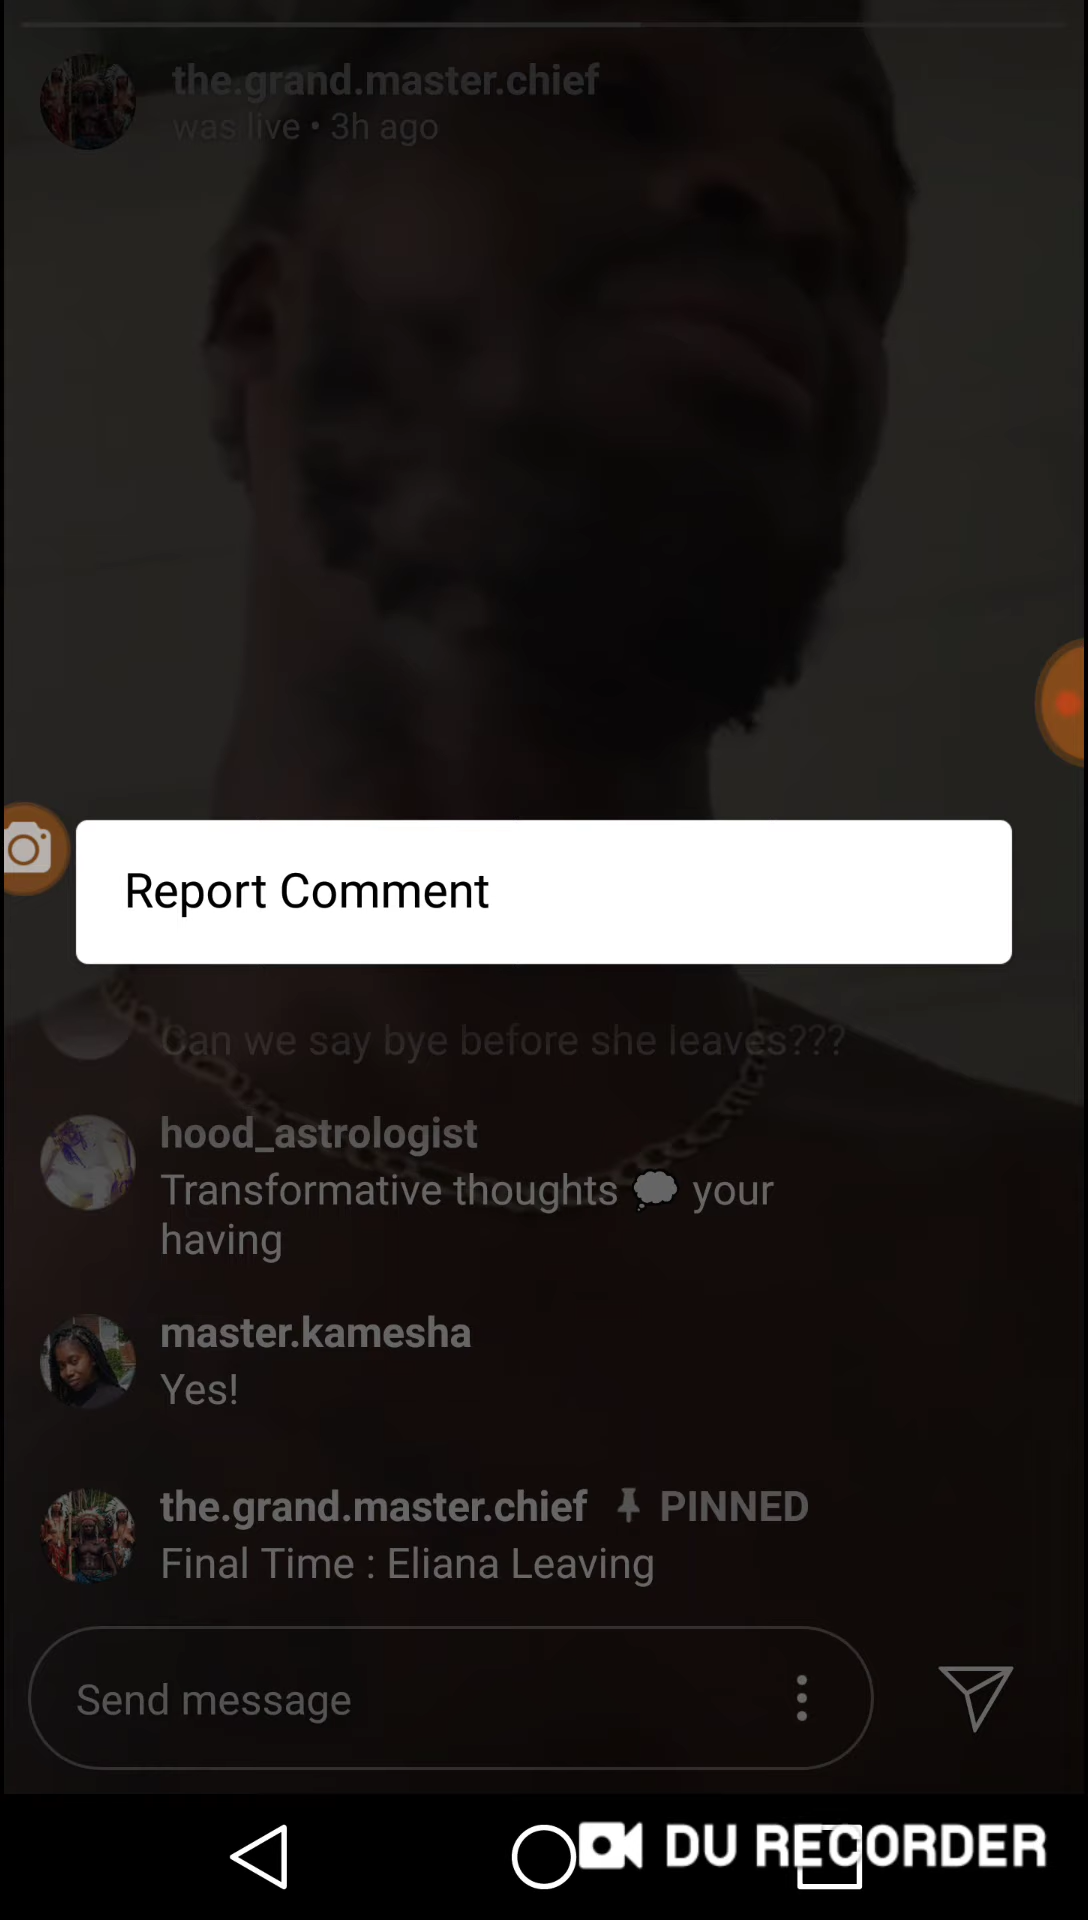 the.grand.master.chief
was live • 3h ago
Report Comment
Can we say bye before she leaves???
hood_astrologist
Transformative thoughts 💭 your
having
master.kamesha
Yes!
the.grand.master.chief PINNED
Final Time : Eliana Leaving
Send message
DU RECORDER